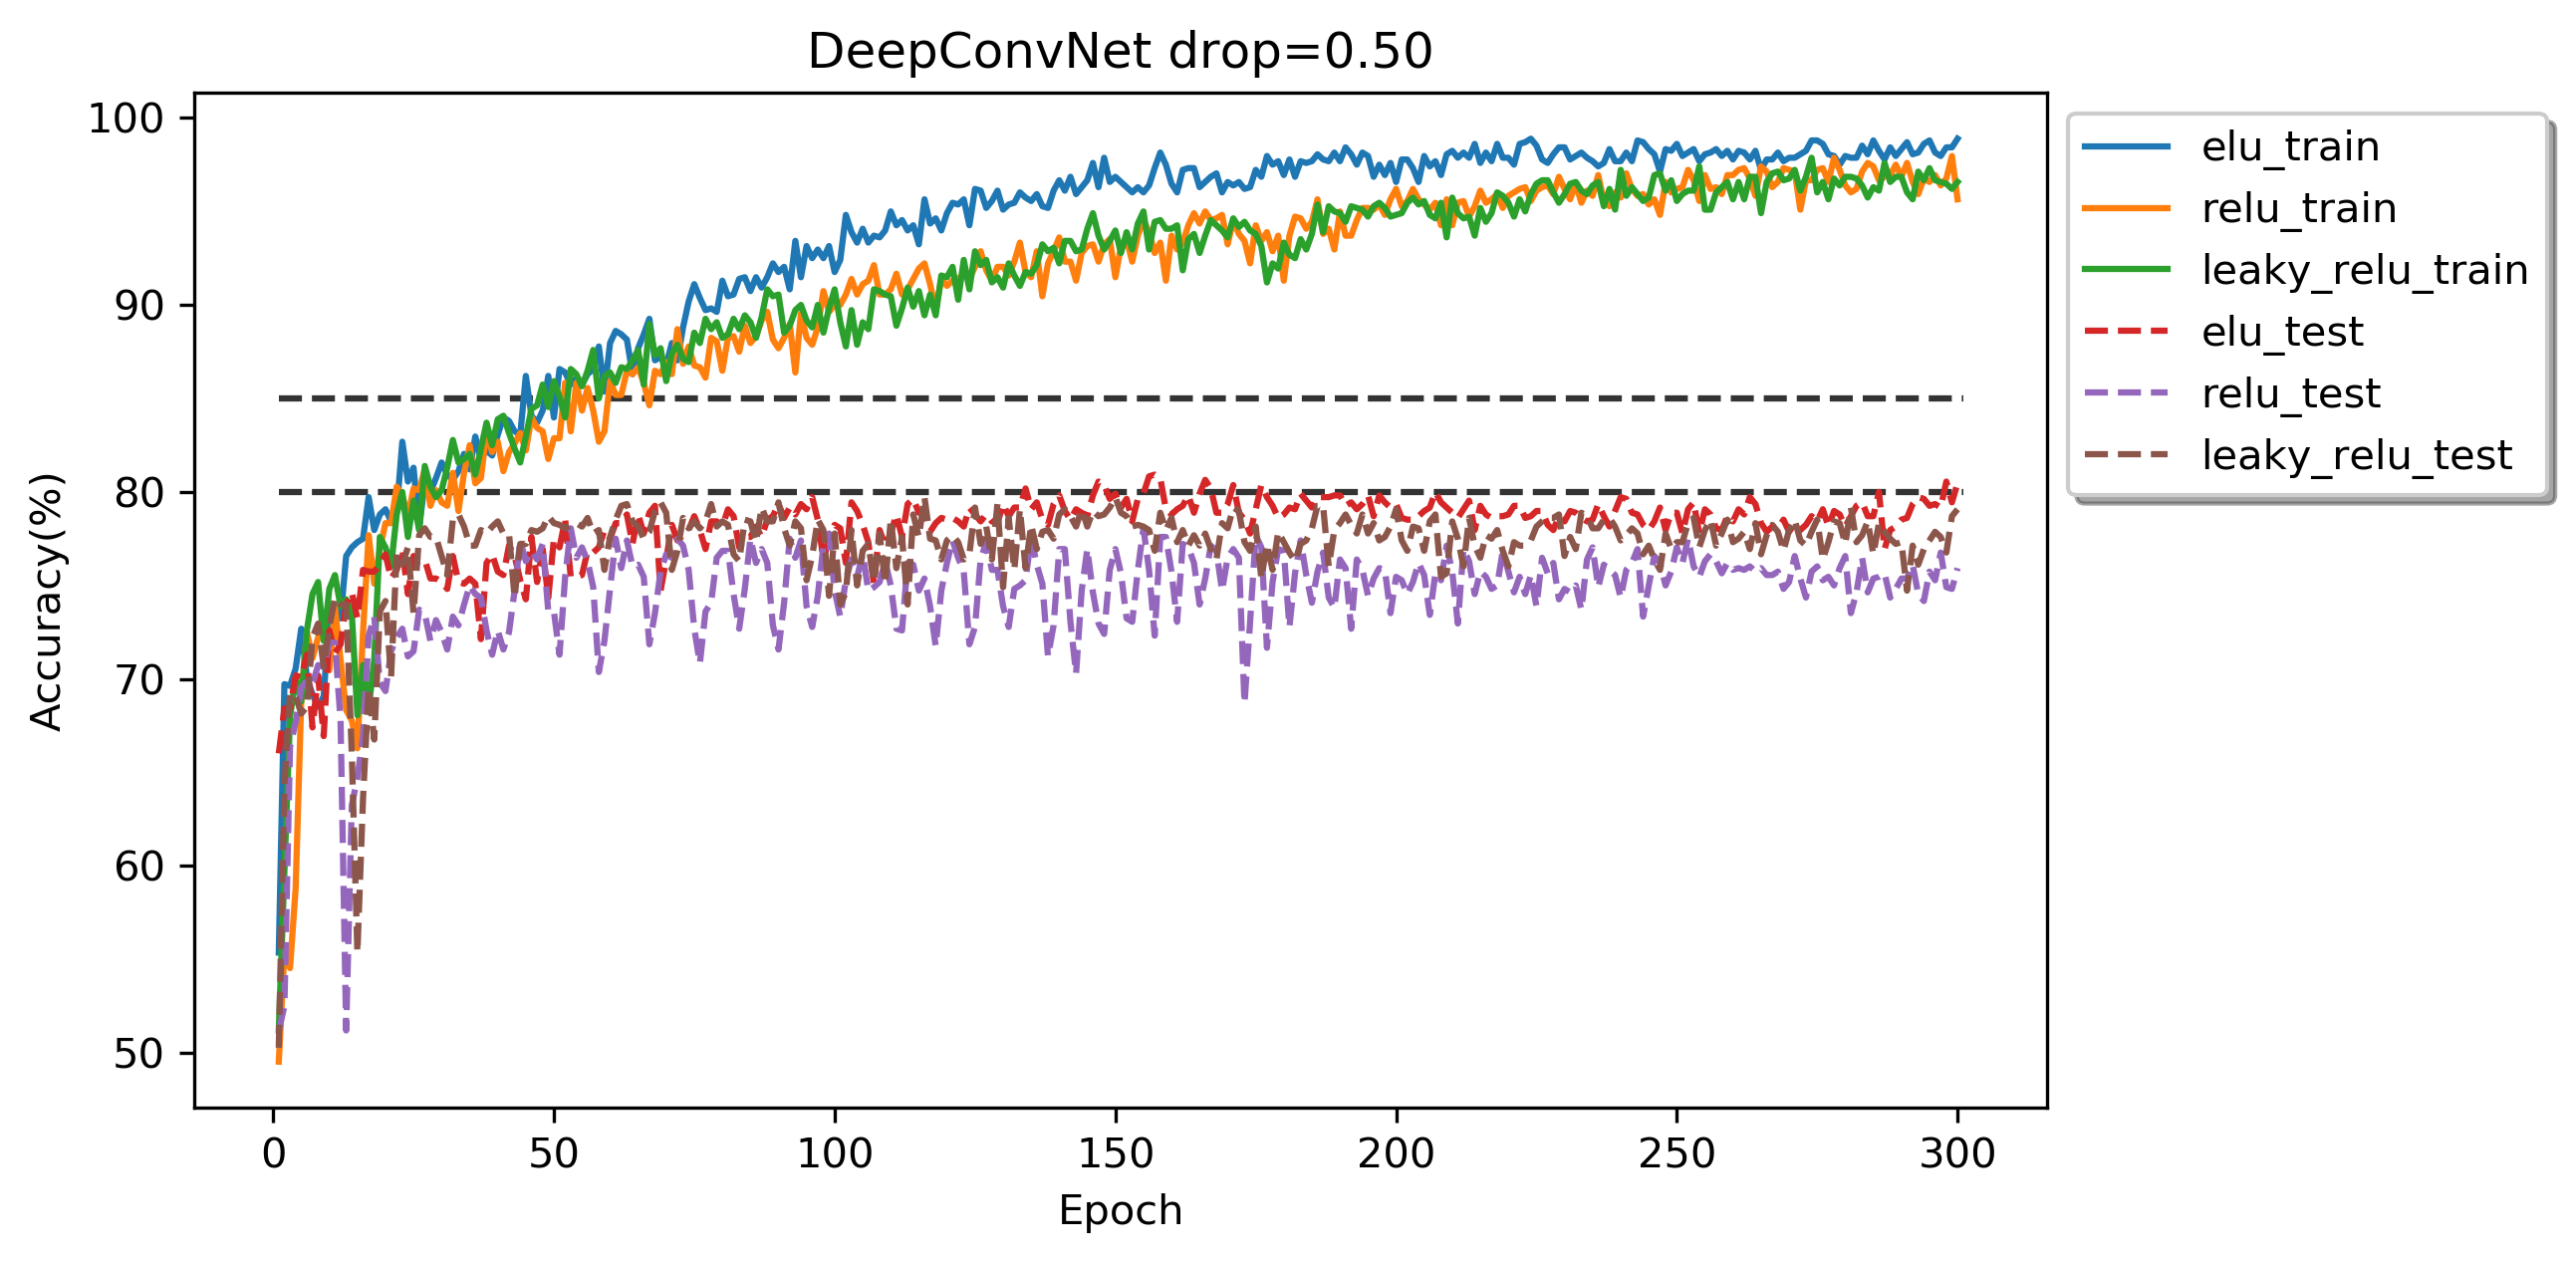 DeepConvNet drop=0.50
100
90
80
70
60
50
Accuracy(%)
0 50 100 150 200 250 300
Epoch
elu_train
relu_train
leaky_relu_train
elu_test
relu_test
leaky_relu_test